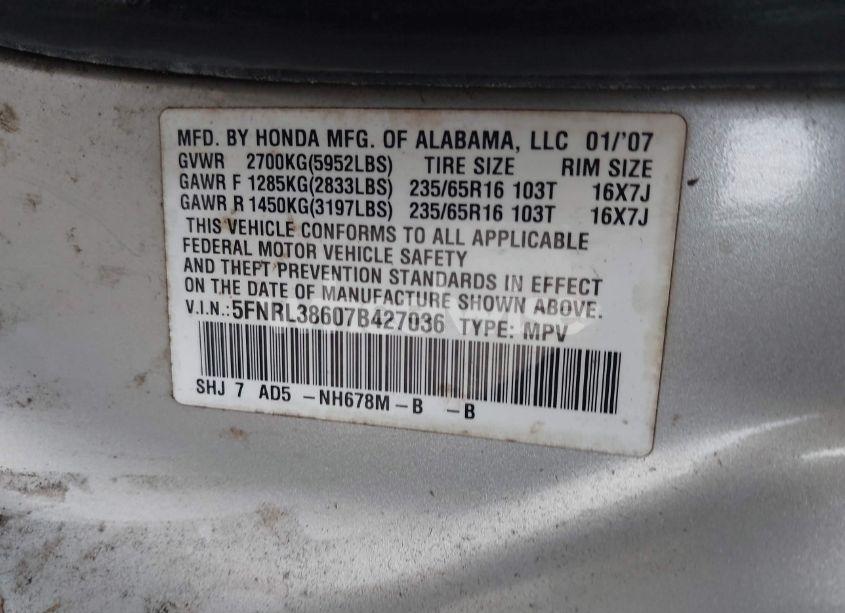 MFD. BY HONDA MFG. OF ALABAMA, LLC 01/'07
GVWR 2700KG(5952LBS) TIRE SIZE RIM SIZE
GAWR F 1285KG(2833LBS) 235/65R16 103T 16X7J
GAWR R 1450KG(3197LBS) 235/65R16 103T 16X7J
THIS VEHICLE CONFORMS TO ALL APPLICABLE
FEDERAL MOTOR VEHICLE SAFETY
AND THEFT PREVENTION STANDARDS IN EFFECT
ON THE DATE OF MANUFACTURE SHOWN ABOVE.
V.I.N.:5FNRL38607B427036 TYPE: MPV
SHJ 7 AD5 -NH678M-B -B